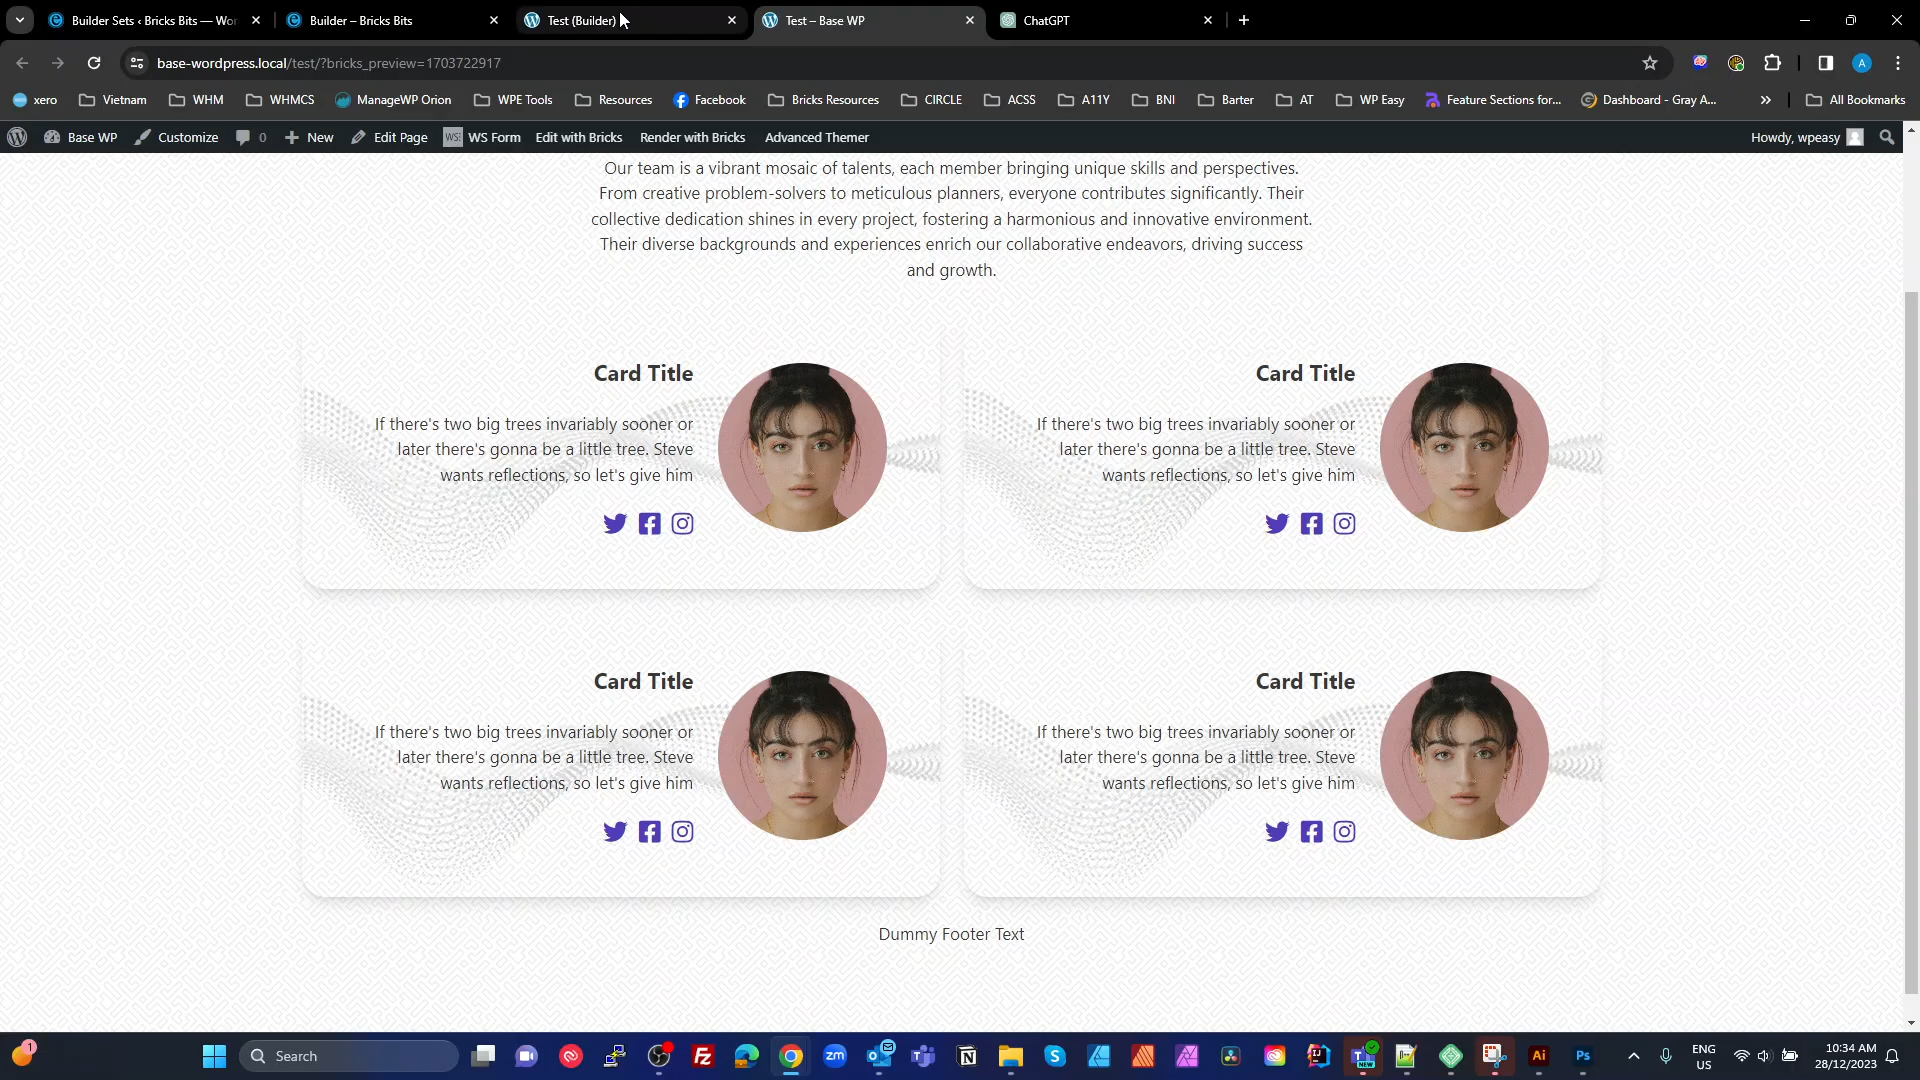 Builder Sets ‹ Bricks Bits — Wor
Builder – Bricks Bits
Test (Builder)
Test – Base WP
ChatGPT
base-wordpress.local/test/?bricks_preview=1703722917
A
xero
Vietnam
WHM
WHMCS
ManageWP Orion
WPE Tools
Resources
Facebook
Bricks Resources
CIRCLE
ACSS
A11Y
BNI
Barter
AT
WP Easy
Feature Sections for...
Dashboard - Gray A...
All Bookmarks
Base WP
Customize
0
New
Edit Page
WS Form
Edit with Bricks
Render with Bricks
Advanced Themer
Howdy, wpeasy
Our team is a vibrant mosaic of talents, each member bringing unique skills and perspectives.
From creative problem-solvers to meticulous planners, everyone contributes significantly. Their
collective dedication shines in every project, fostering a harmonious and innovative environment.
Their diverse backgrounds and experiences enrich our collaborative endeavors, driving success
and growth.
Card Title
If there's two big trees invariably sooner or
later there's gonna be a little tree. Steve
wants reflections, so let's give him
Card Title
If there's two big trees invariably sooner or
later there's gonna be a little tree. Steve
wants reflections, so let's give him
Card Title
If there's two big trees invariably sooner or
later there's gonna be a little tree. Steve
wants reflections, so let's give him
Card Title
If there's two big trees invariably sooner or
later there's gonna be a little tree. Steve
wants reflections, so let's give him
Dummy Footer Text
1
Search
zm
NEW
Ai
Ps
ENG
US
10:34 AM
28/12/2023